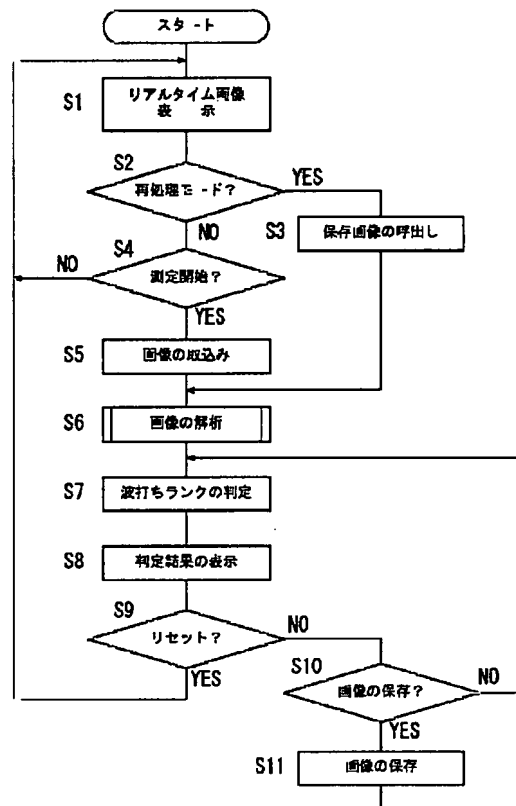 スタート
S1
リアルタイム画像
表 示
S2
再処理モード?
YES
NO
S3
保存画像の呼出し
S4
測定開始?
NO
YES
S5
画像の取込み
S6
画像の解析
S7
波打ちランクの判定
S8
判定結果の表示
S9
リセット?
NO
YES
S10
画像の保存?
NO
YES
S11
画像の保存